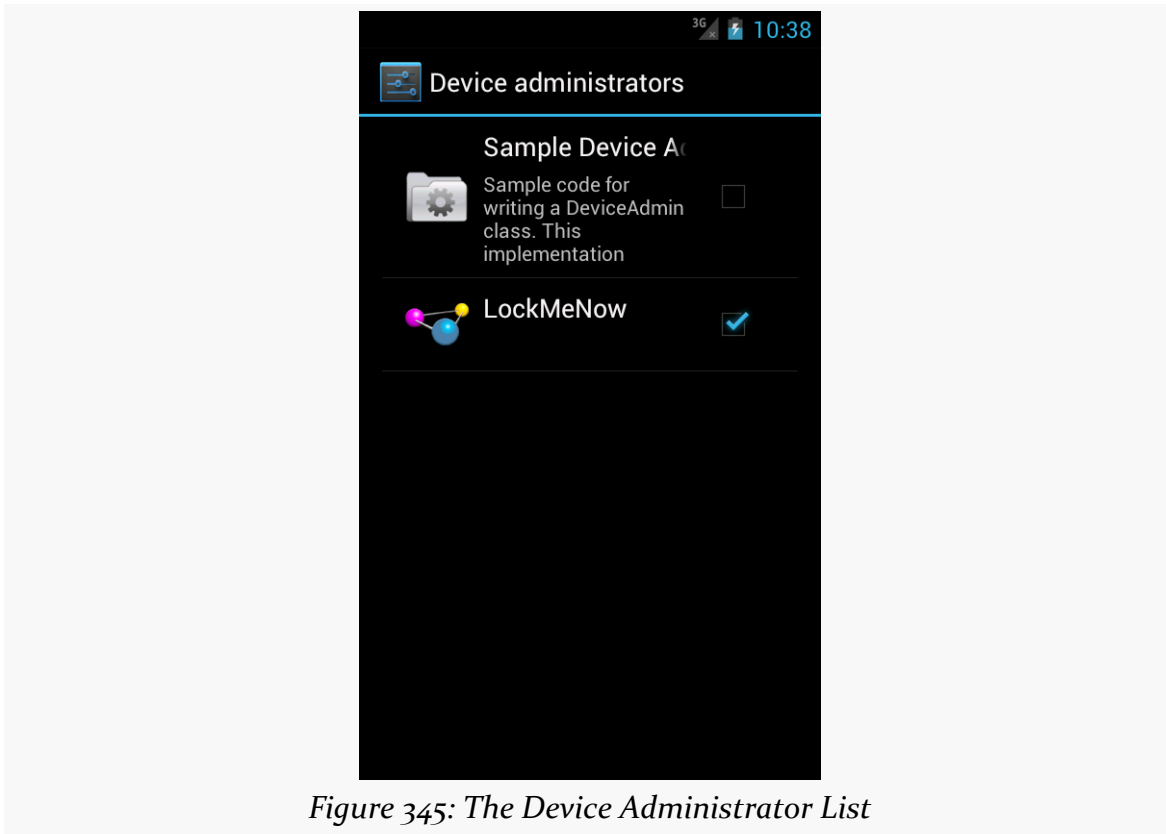 3G 10:38
Device administrators
Sample Device A
Sample code for
writing a DeviceAdmin
class. This
implementation
LockMeNow
Figure 345: The Device Administrator List